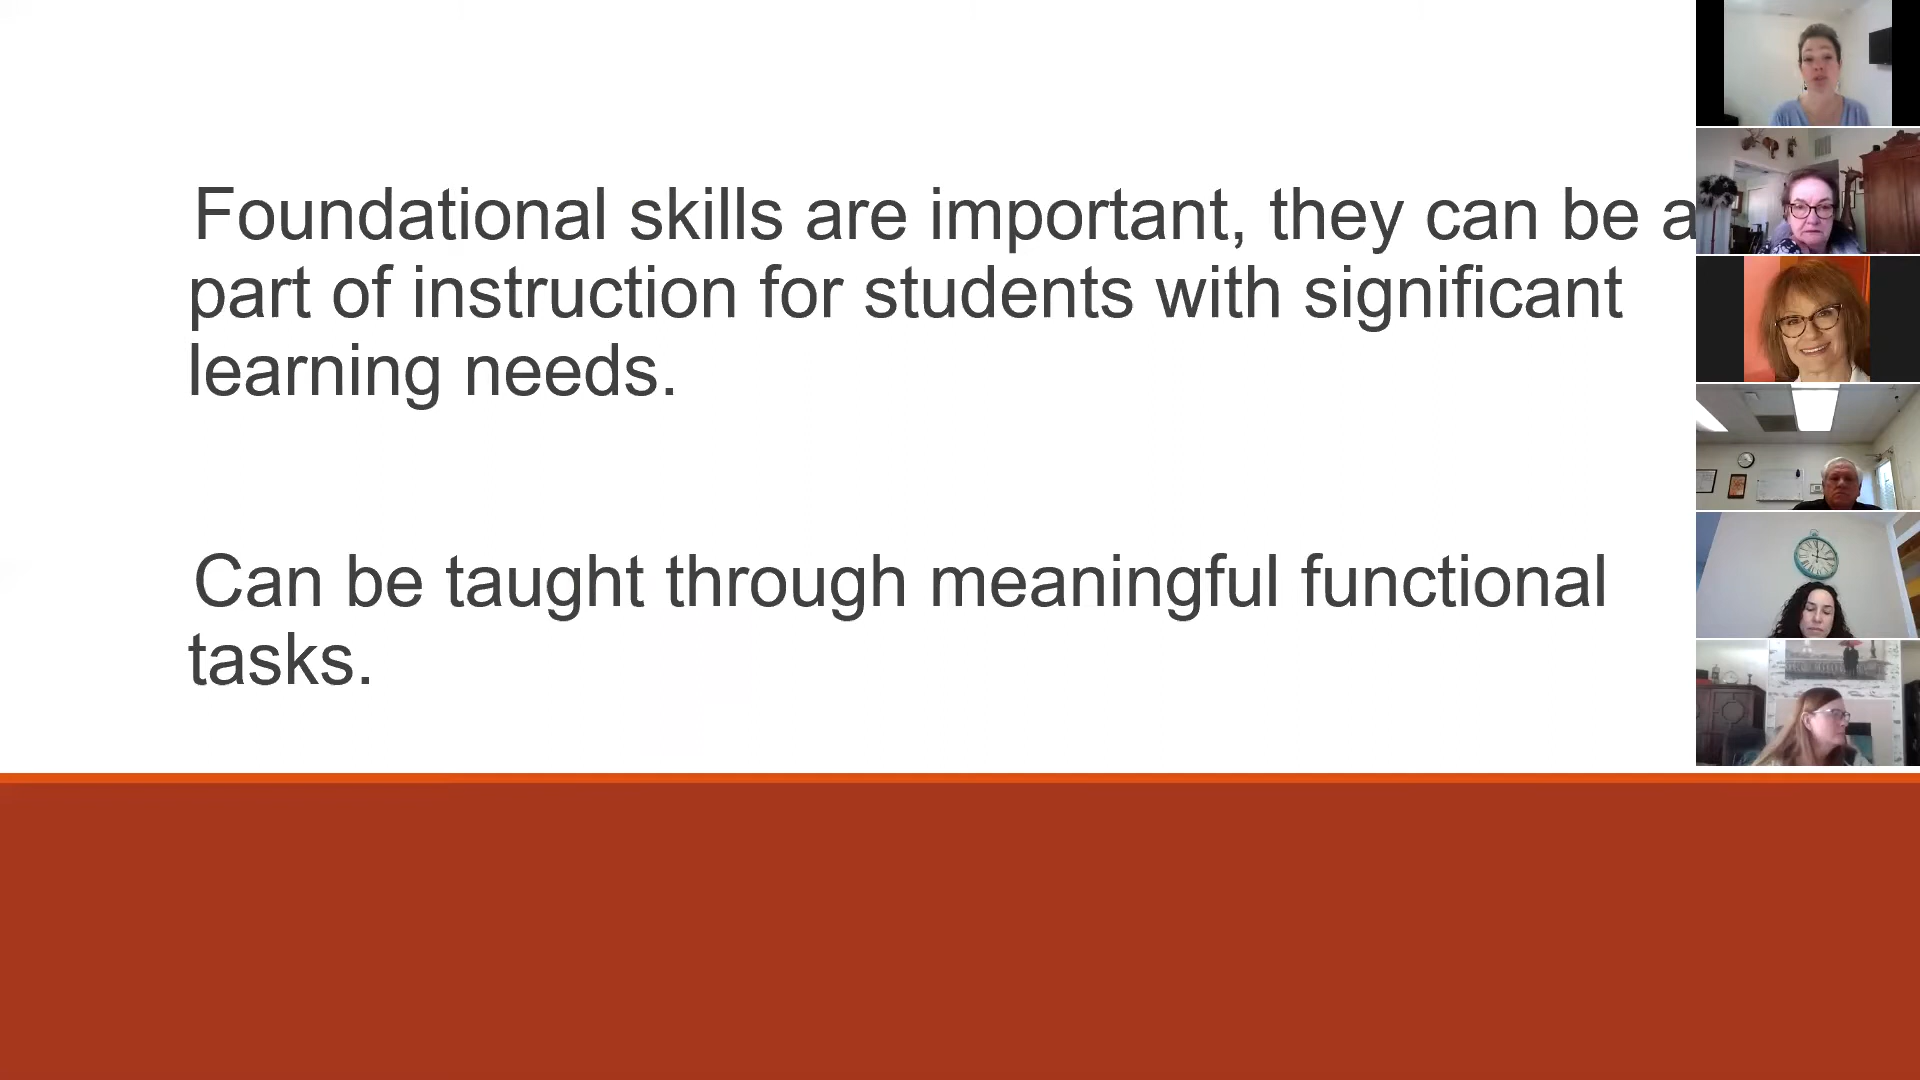 Foundational skills are important, they can be a
part of instruction for students with significant
learning needs.
Can be taught through meaningful functional
tasks.